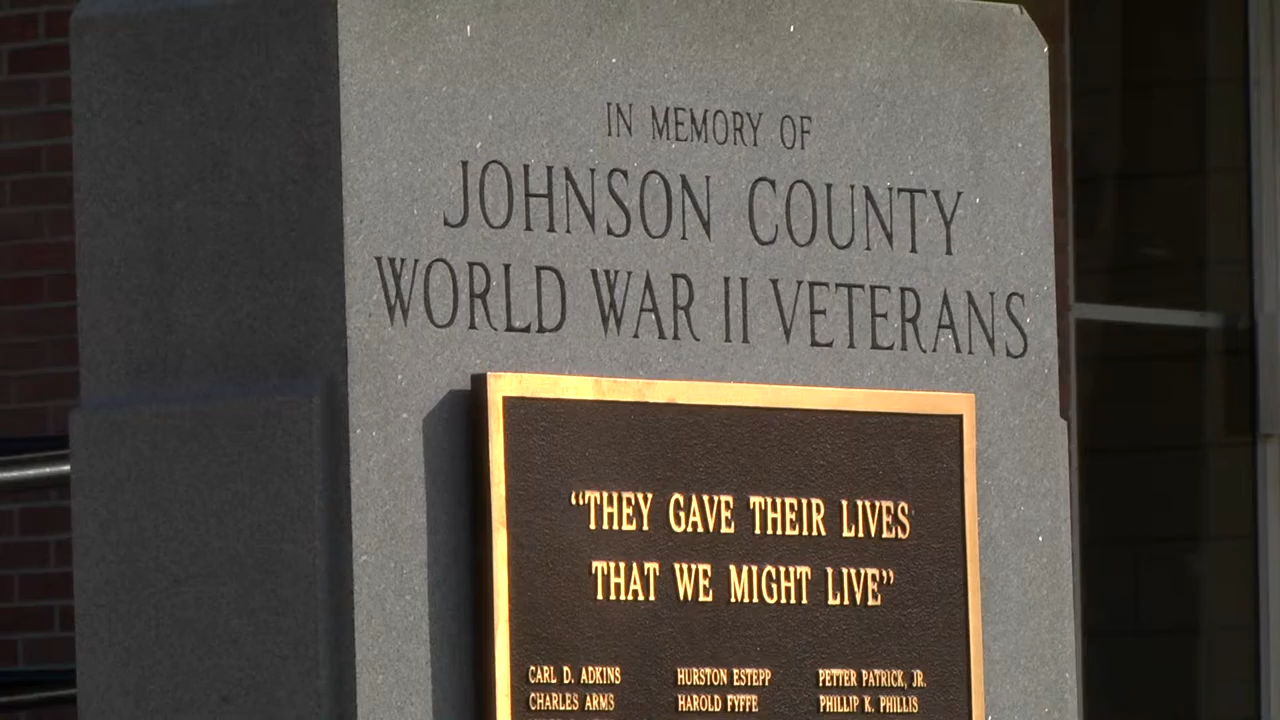 IN MEMORY OF
JOHNSON COUNTY
WORLD WAR II VETERANS
“THEY GAVE THEIR LIVES
THAT WE MIGHT LIVE”
CARL D. ADKINS HURSTON ESTEPP PETTER PATRICK, JR.
CHARLES ARMS HAROLD FYFFE PHILLIP K. PHILLIS